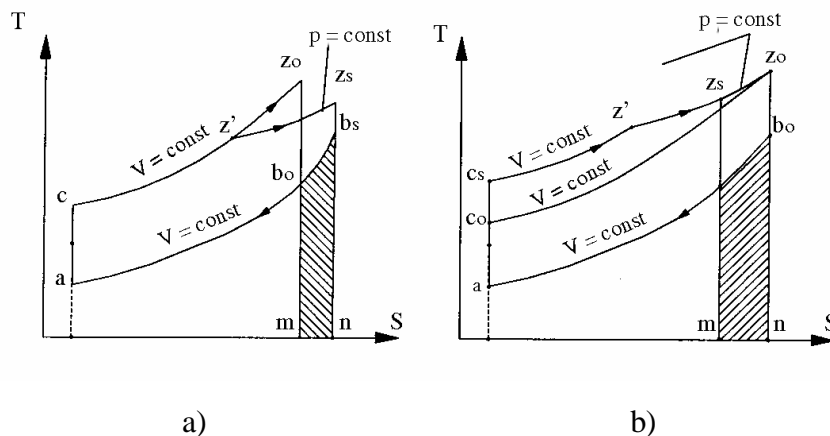 T
p = const
zo
zs
z'
bs
V = const
c
bo
V = const
a
m
n
S
a)
T
p = const
zo
zs
z'
bo
V = const
cs
V = const
co
V = const
a
m
n
S
b)